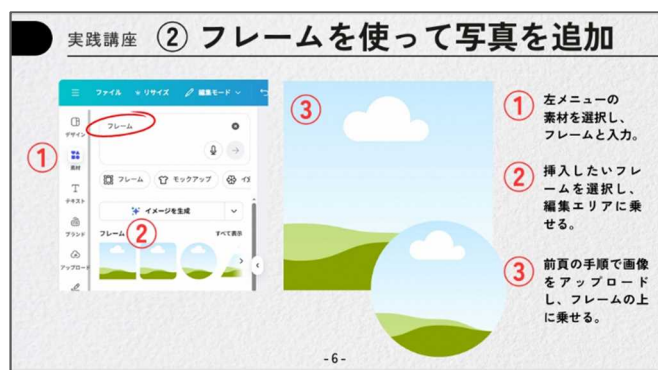 実践講座 ② フレームを使って写真を追加
ファイル リサイズ 編集モード
デザイン
フレーム
①
素材
フレーム モックアップ
テキスト
イメージを生成
ブランド
フレーム すべて表示
②
アップロード
③
① 左メニューの
素材を選択し、
フレームと入力。
② 挿入したいフレ
ームを選択し、
編集エリアに乗
せる。
③ 前頁の手順で画像
をアップロード
し、フレームの上
に乗せる。
-6-